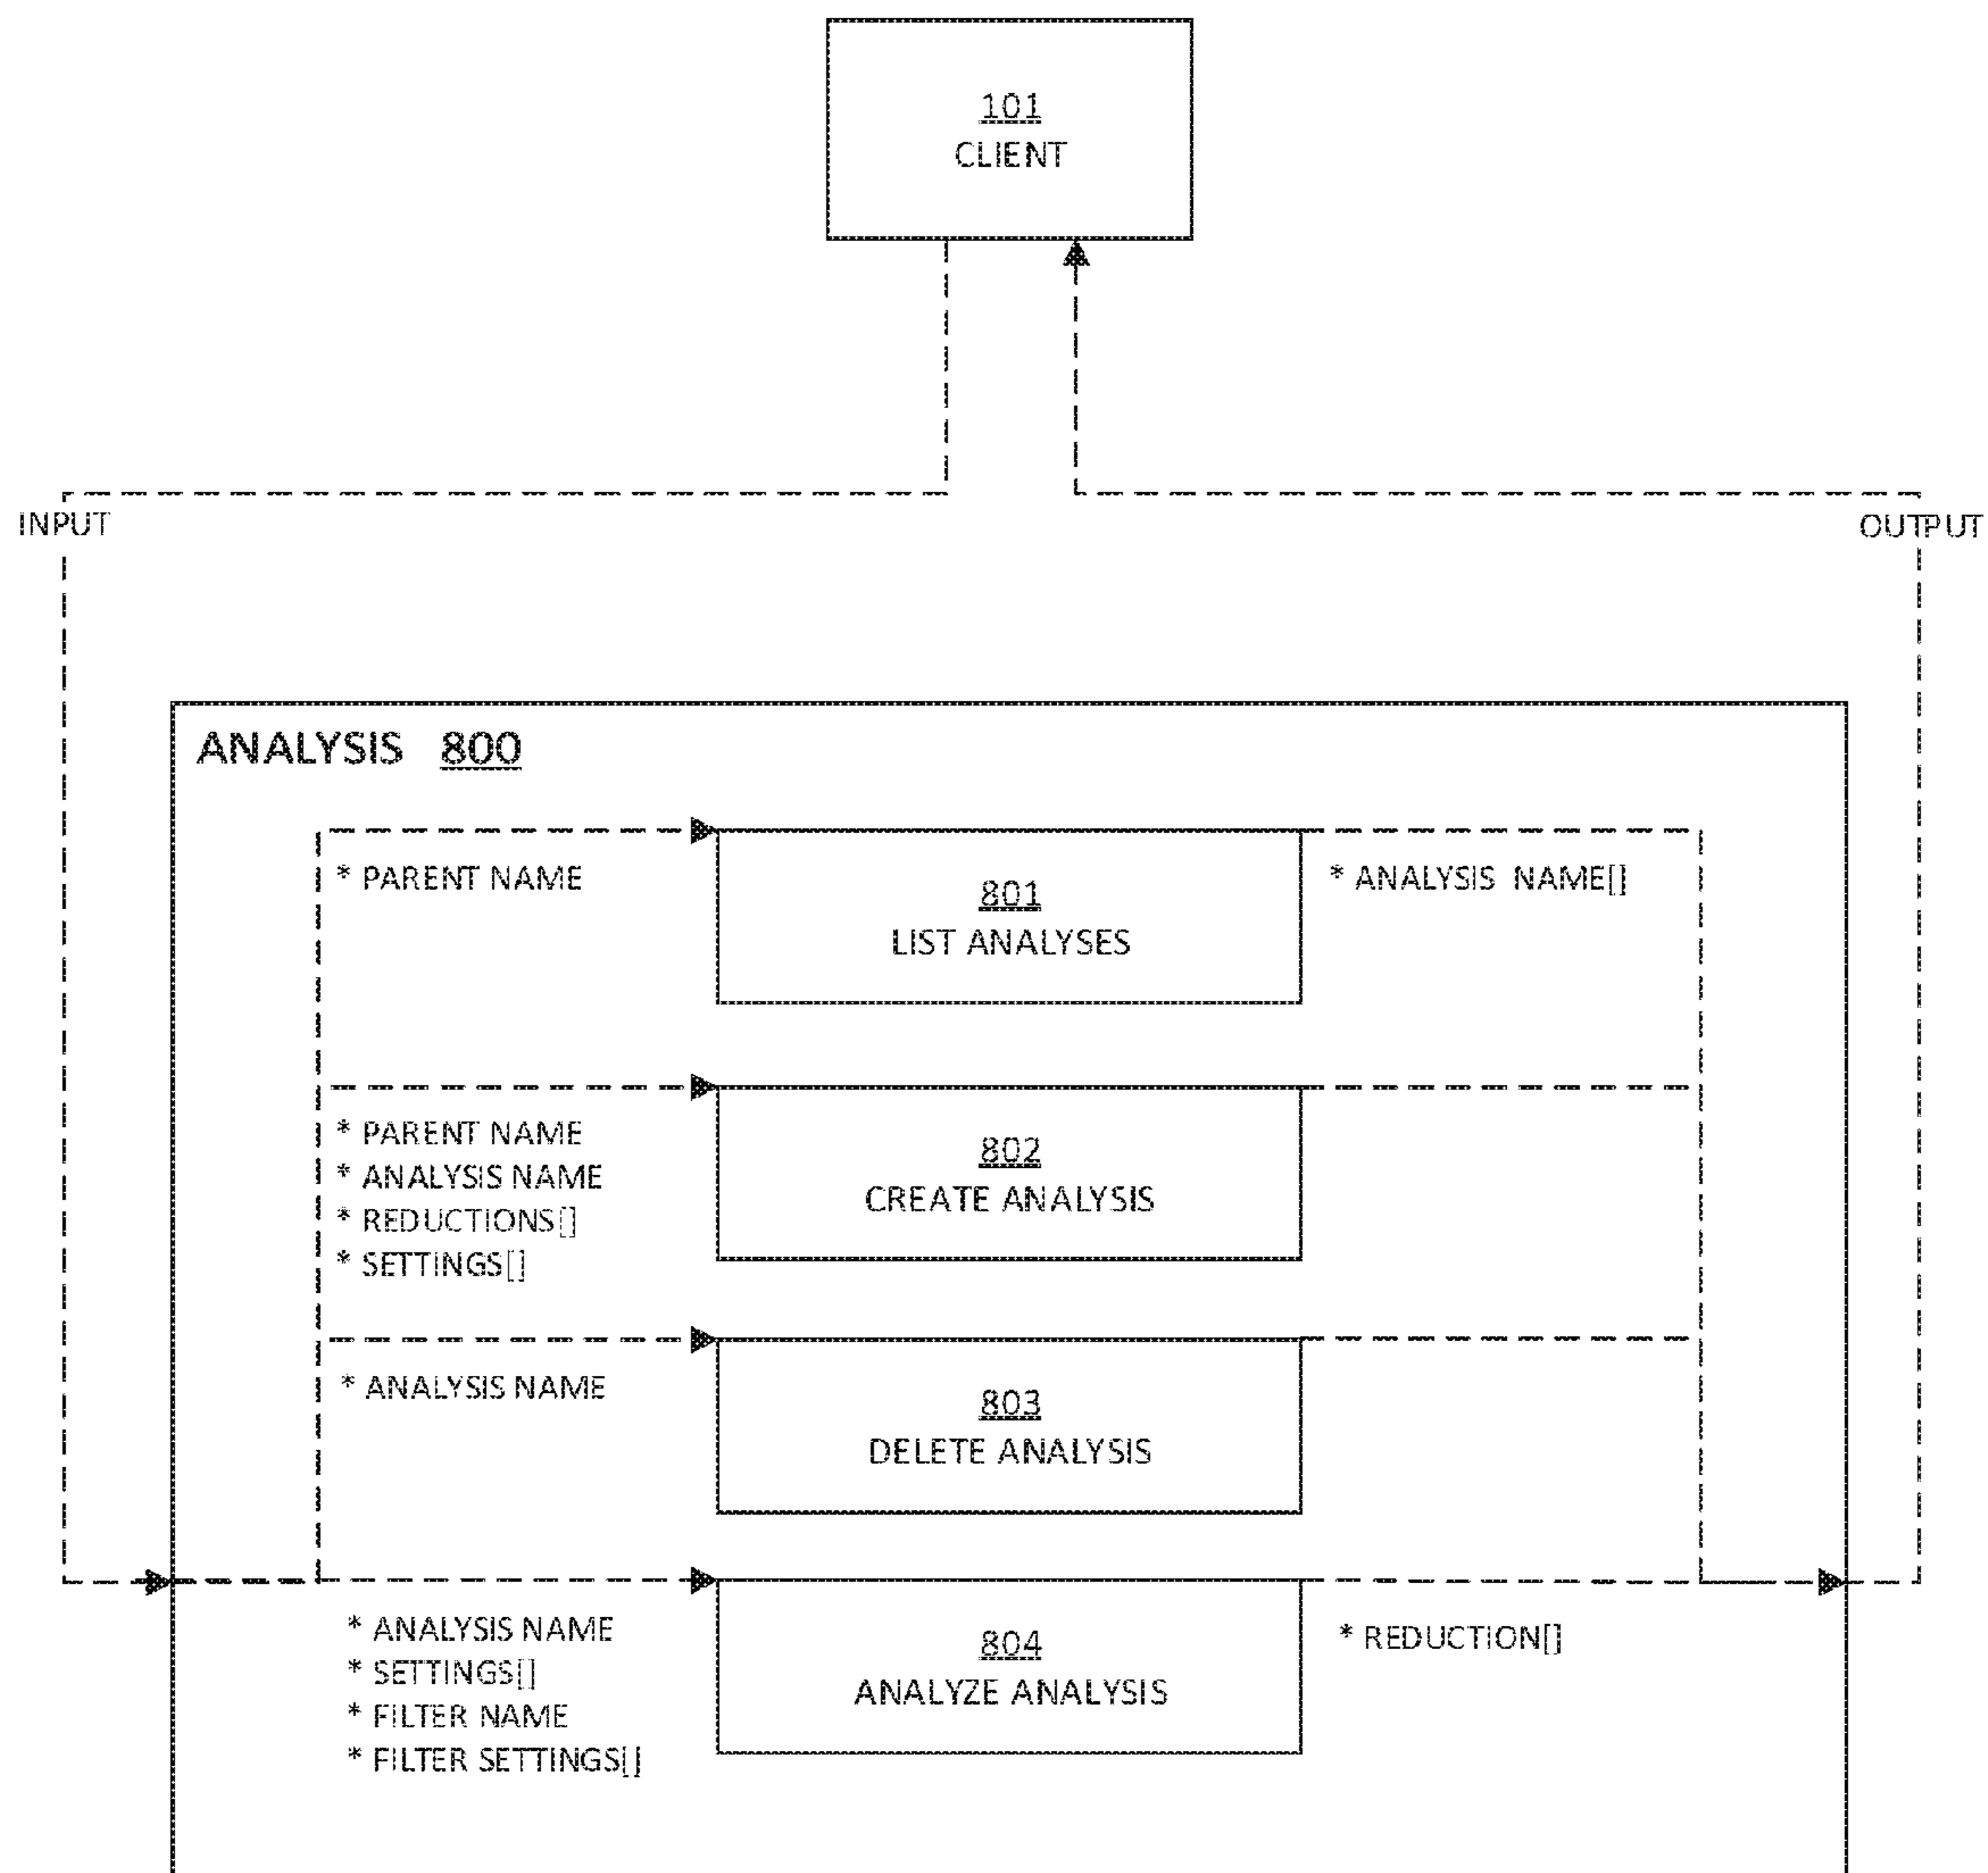 101
CLIENT
INPUT
OUTPUT
ANALYSIS 800
* PARENT NAME
801
LIST ANALYSES
* ANALYSIS NAME[]
* PARENT NAME
* ANALYSIS NAME
* REDUCTIONS[]
* SETTINGS[]
802
CREATE ANALYSIS
* ANALYSIS NAME
803
DELETE ANALYSIS
* ANALYSIS NAME
* SETTINGS[]
* FILTER NAME
* FILTER SETTINGS[]
804
ANALYZE ANALYSIS
* REDUCTION[]